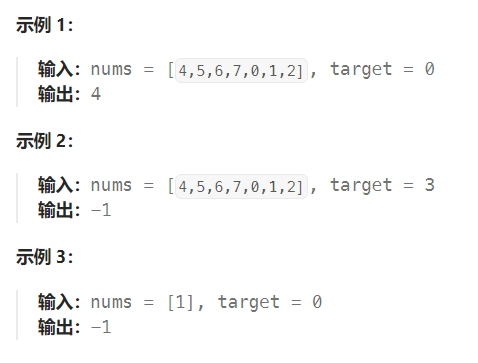 示例 1：
输入：nums = [4,5,6,7,0,1,2], target = 0
输出：4
示例 2：
输入：nums = [4,5,6,7,0,1,2], target = 3
输出：-1
示例 3：
输入：nums = [1], target = 0
输出：-1